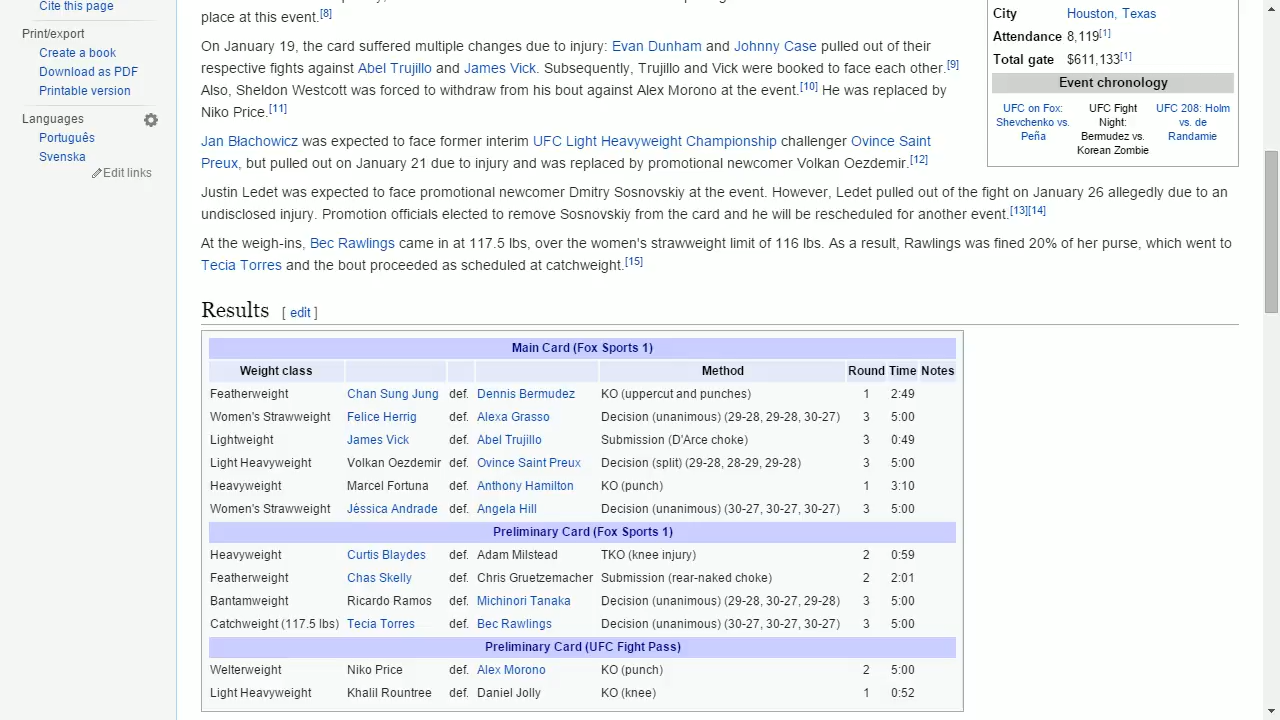 Cite this page
Print/export
Create a book
Download as PDF
Printable version
Languages
Português
Svenska
Edit links
place at this event.[8]
On January 19, the card suffered multiple changes due to injury: Evan Dunham and Johnny Case pulled out of their
respective fights against Abel Trujillo and James Vick. Subsequently, Trujillo and Vick were booked to face each other.[9]
Also, Sheldon Westcott was forced to withdraw from his bout against Alex Morono at the event.[10] He was replaced by
Niko Price.[11]
Jan Błachowicz was expected to face former interim UFC Light Heavyweight Championship challenger Ovince Saint
Preux, but pulled out on January 21 due to injury and was replaced by promotional newcomer Volkan Oezdemir.[12]
Justin Ledet was expected to face promotional newcomer Dmitry Sosnovskiy at the event. However, Ledet pulled out of the fight on January 26 allegedly due to an
undisclosed injury. Promotion officials elected to remove Sosnovskiy from the card and he will be rescheduled for another event.[13][14]
At the weigh-ins, Bec Rawlings came in at 117.5 lbs, over the women's strawweight limit of 116 lbs. As a result, Rawlings was fined 20% of her purse, which went to
Tecia Torres and the bout proceeded as scheduled at catchweight.[15]
City Houston, Texas
Attendance 8,119[1]
Total gate $611,133[1]
Event chronology
UFC on Fox: Shevchenko vs. Peña
UFC Fight Night: Bermudez vs. Korean Zombie
UFC 208: Holm vs. de Randamie
Results [ edit ]
Main Card (Fox Sports 1)
Weight class Method Round Time Notes
Featherweight Chan Sung Jung def. Dennis Bermudez KO (uppercut and punches) 1 2:49
Women's Strawweight Felice Herrig def. Alexa Grasso Decision (unanimous) (29-28, 29-28, 30-27) 3 5:00
Lightweight James Vick def. Abel Trujillo Submission (D'Arce choke) 3 0:49
Light Heavyweight Volkan Oezdemir def. Ovince Saint Preux Decision (split) (29-28, 28-29, 29-28) 3 5:00
Heavyweight Marcel Fortuna def. Anthony Hamilton KO (punch) 1 3:10
Women's Strawweight Jéssica Andrade def. Angela Hill Decision (unanimous) (30-27, 30-27, 30-27) 3 5:00
Preliminary Card (Fox Sports 1)
Heavyweight Curtis Blaydes def. Adam Milstead TKO (knee injury) 2 0:59
Featherweight Chas Skelly def. Chris Gruetzemacher Submission (rear-naked choke) 2 2:01
Bantamweight Ricardo Ramos def. Michinori Tanaka Decision (unanimous) (29-28, 30-27, 29-28) 3 5:00
Catchweight (117.5 lbs) Tecia Torres def. Bec Rawlings Decision (unanimous) (30-27, 30-27, 30-27) 3 5:00
Preliminary Card (UFC Fight Pass)
Welterweight Niko Price def. Alex Morono KO (punch) 2 5:00
Light Heavyweight Khalil Rountree def. Daniel Jolly KO (knee) 1 0:52